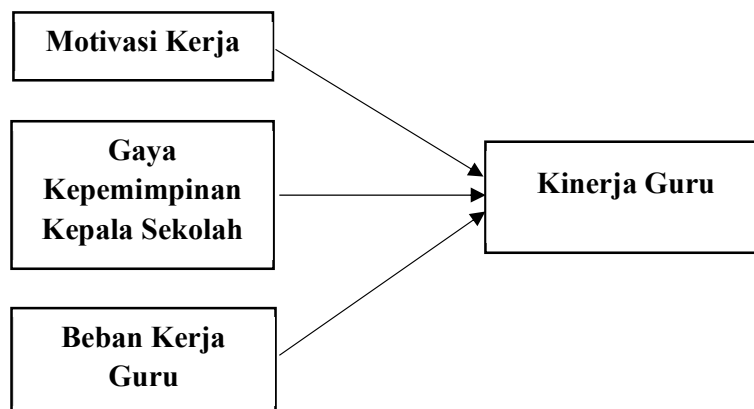 Motivasi Kerja
Gaya
Kepemimpinan
Kepala Sekolah
Kinerja Guru
Beban Kerja
Guru